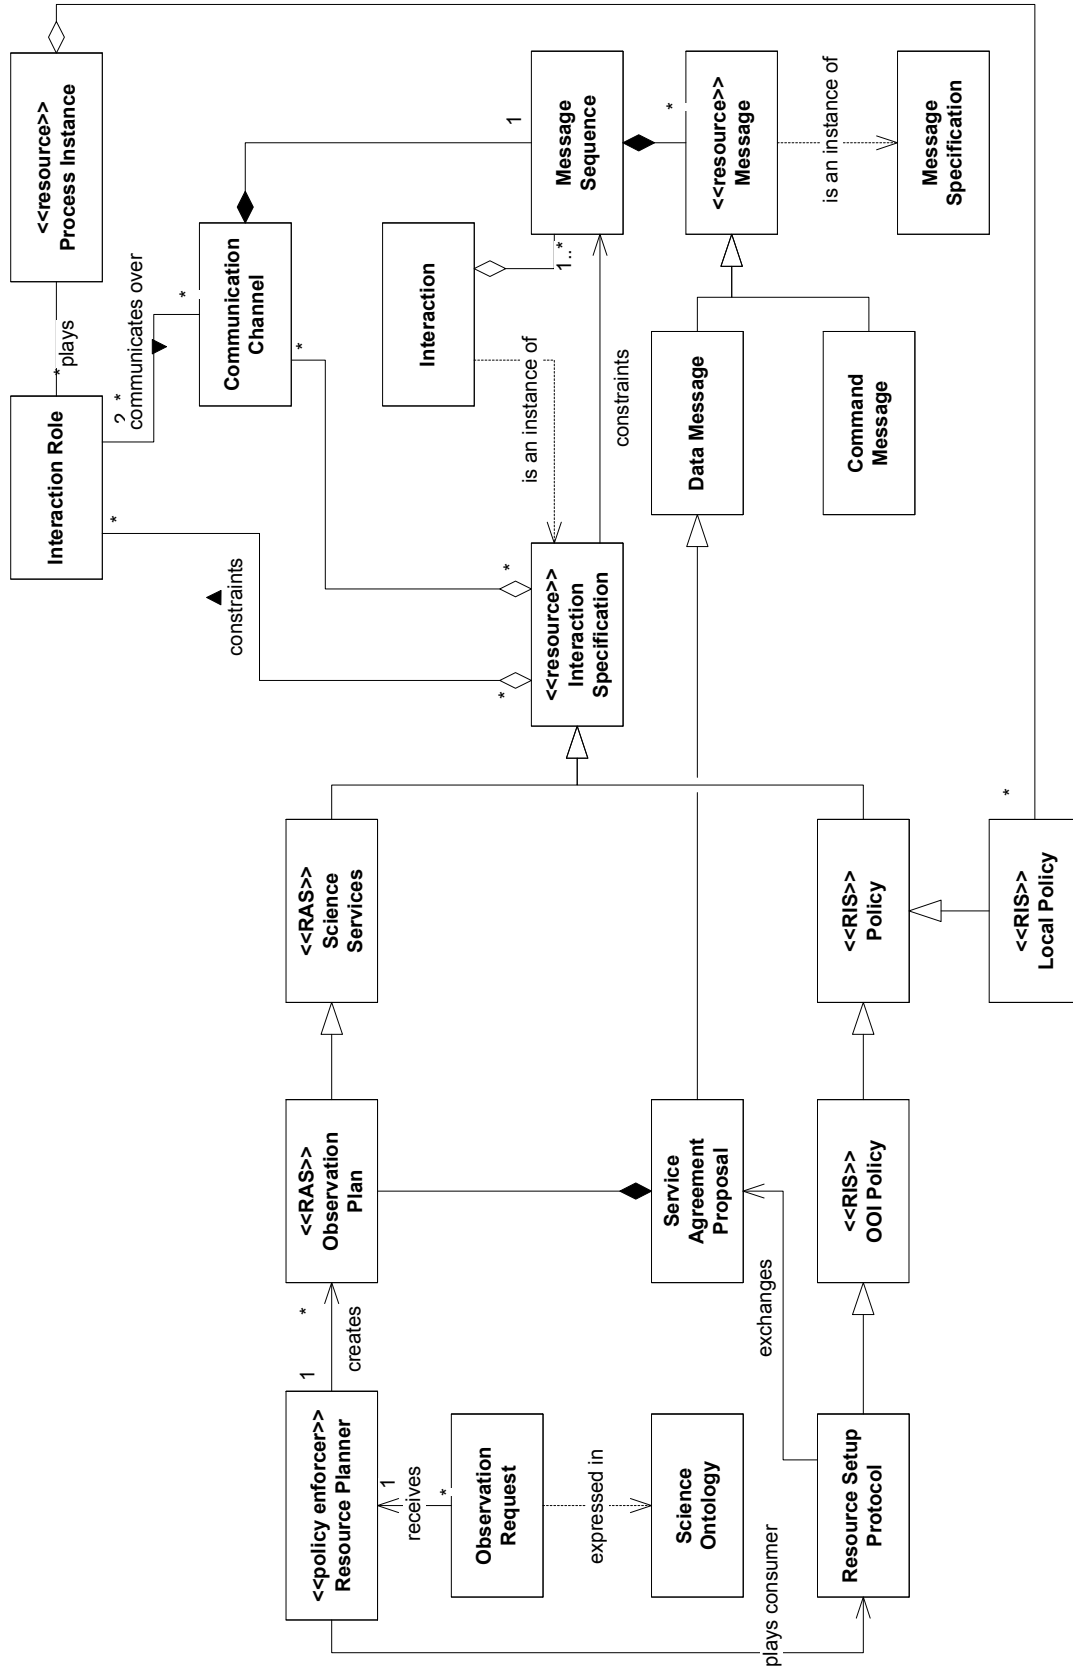 <<resource>>
Process Instance
Interaction Role
*
plays
*
2
*
communicates over
*
Communication
Channel
constraints
*
<<policy enforcer>>
Resource Planner
1
*
creates
<<RAS>>
Observation
Plan
<<RAS>>
Science
Services
1
receives
*
Interaction
Observation
Request
*
*
1
is an instance of
<<resource>>
Interaction
Specification
1..*
Message
Sequence
expressed in
constraints
*
Science
Ontology
Service
Agreement
Proposal
Data Message
<<resource>>
Message
exchanges
plays consumer
is an instance of
Resource Setup
Protocol
<<RIS>>
OOI Policy
<<RIS>>
Policy
Command
Message
Message
Specification
*
<<RIS>>
Local Policy